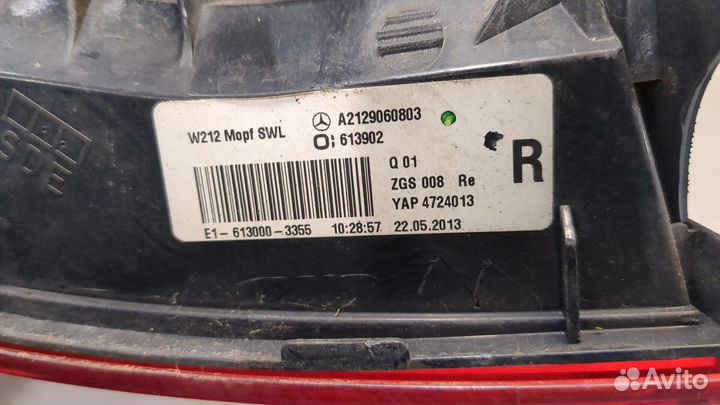 W212 Mopf SWL
A2129060803
O: 613902
Q 01
ZGS 008 Re
YAP 4724013
R
E1-613000-3355 10:28:57 22.05.2013
SDE
Avito